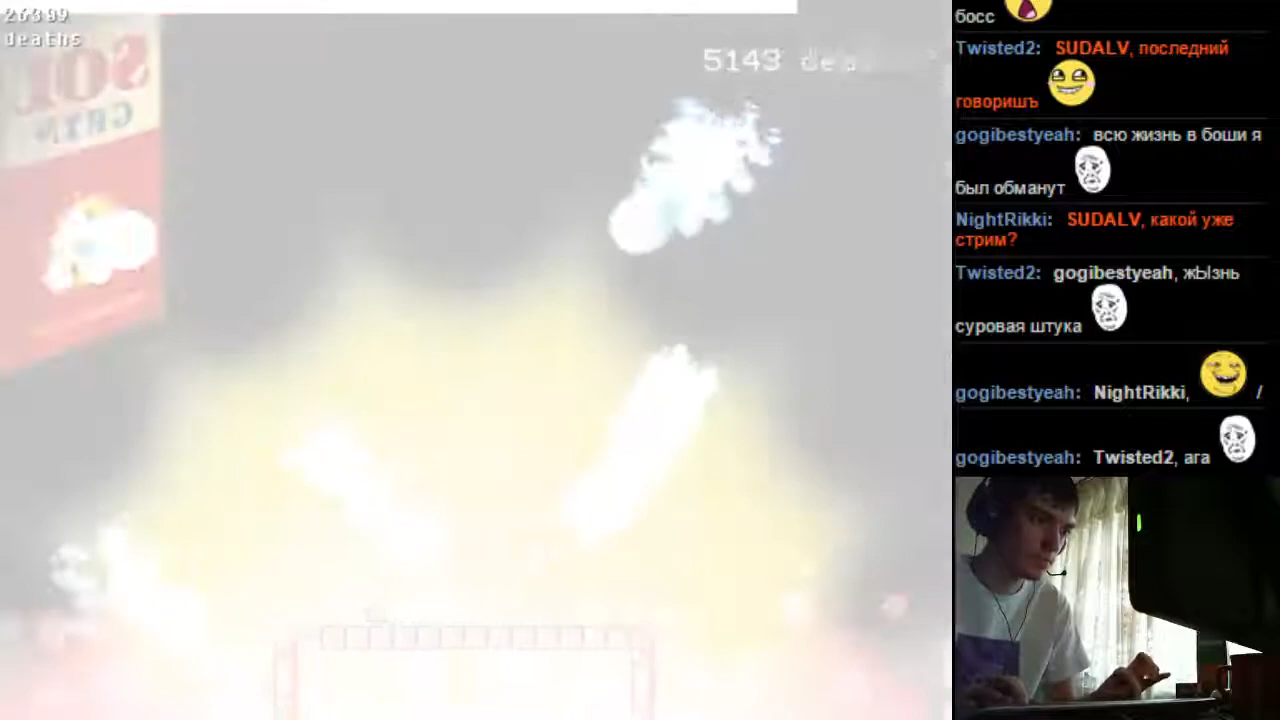 26399
deaths
5143
босс
Twisted2: SUDALV, последний
говоришъ
gogibestyeah: всю жизнь в боши я
был обманут
NightRikki: SUDALV, какой уже
стрим?
Twisted2: gogibestyeah, жЫзнь
суровая штука
gogibestyeah: NightRikki, /
gogibestyeah: Twisted2, ага